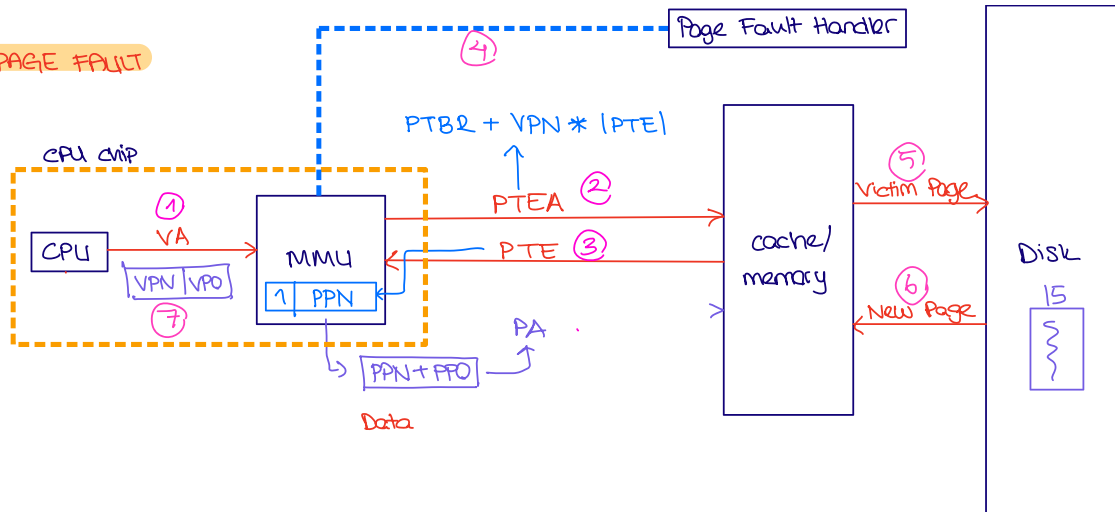 Page Fault Handler
PAGE FAULT
4
PTBR + VPN * |PTE|
CPU chip
5
Victim Page
1
VA
PTEA 2
CPU
MMU
PTE 3
cache/
memory
Disk
VPN VPO
1 PPN
6
New Page
15
7
PA
PPN+PPO
Data